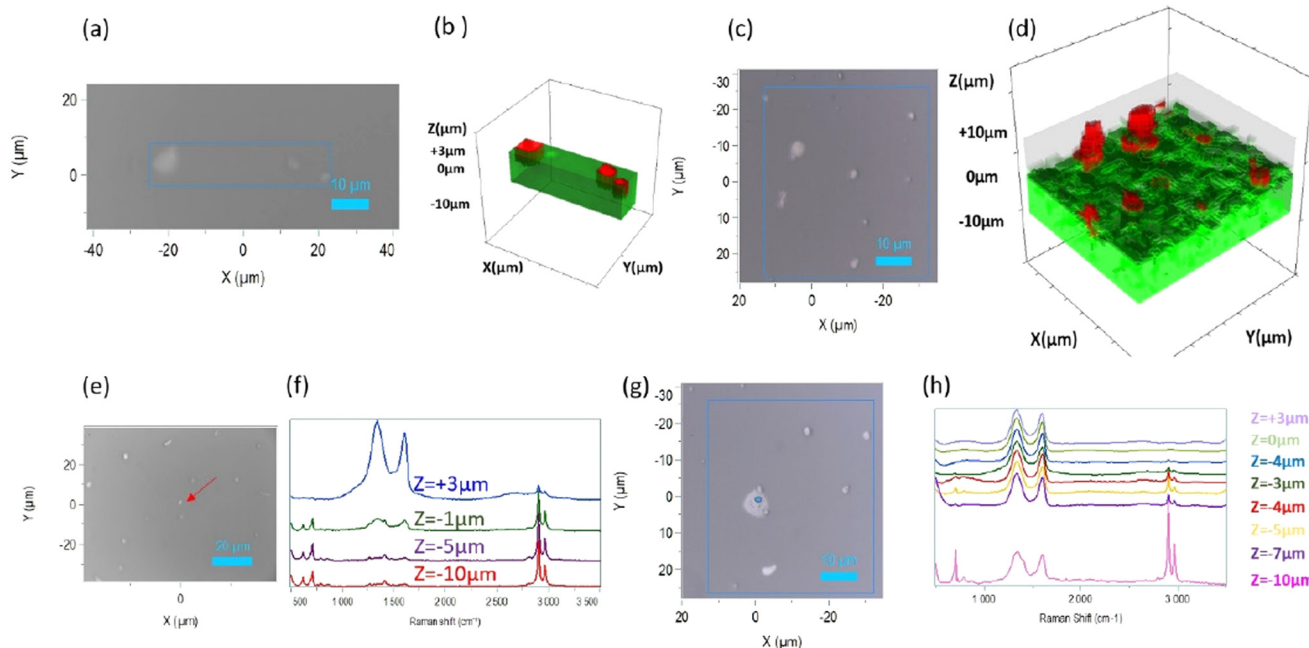 (a)
20
0
Y (µm)
10 µm
-40
-20
0
20
40
X (µm)
(b)
Z(µm)
+3µm
0µm
-10µm
X(µm)
Y(µm)
(c)
-30
-20
-10
0
10
20
Y (µm)
10 µm
20
0
-20
X (µm)
(d)
Z(µm)
+10µm
0µm
-10µm
X(µm)
Y(µm)
(e)
20
0
-20
Y (µm)
20 µm
0
X (µm)
(f)
Z=+3µm
Z=-1µm
Z=-5µm
Z=-10µm
500
1 000
1 500
2 000
2 500
3 000
3 500
Raman shift (cm⁻¹)
(g)
-30
-20
-10
0
10
20
Y (µm)
10 µm
20
0
-20
X (µm)
(h)
Z=+3µm
Z=0µm
Z=-4µm
Z=-3µm
Z=-4µm
Z=-5µm
Z=-7µm
Z=-10µm
1 000
2 000
3 000
Raman Shift (cm-1)